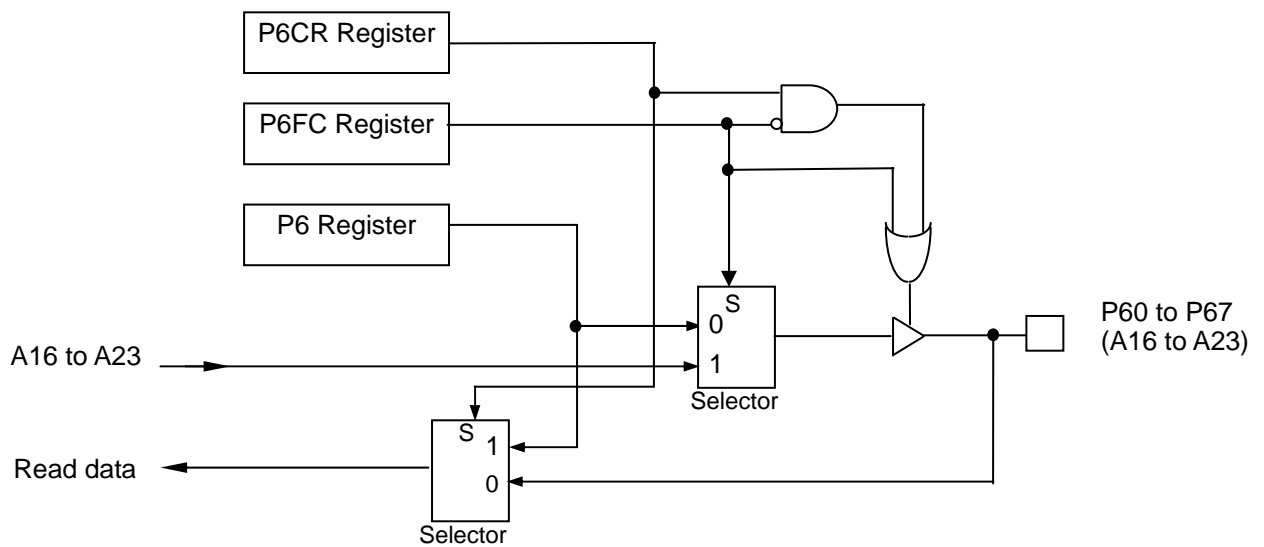 P6CR Register
P6FC Register
P6 Register
S
0
1
Selector
P60 to P67
(A16 to A23)
A16 to A23
S
1
0
Selector
Read data